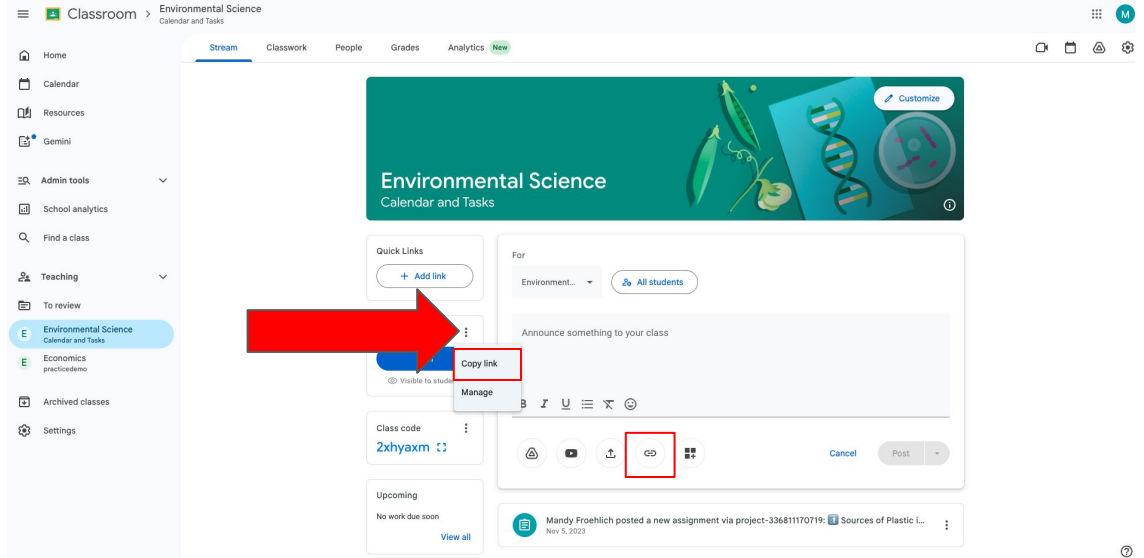 Classroom > Environmental Science
Calendar and Tasks
M
Home
Calendar
Resources
Gemini
Admin tools
School analytics
Find a class
Teaching
To review
E Environmental Science
Calendar and Tasks
E Economics
practicedemo
Archived classes
Settings
Stream Classwork People Grades Analytics New
Customize
Environmental Science
Calendar and Tasks
Quick Links
+ Add link
Copy link
Manage
Visible to stude
Class code
2xhyaxm
Upcoming
No work due soon
View all
For
Environment... All students
Announce something to your class
B I U
Cancel Post
Mandy Froehlich posted a new assignment via project-336811170719: Sources of Plastic i...
Nov 5, 2023